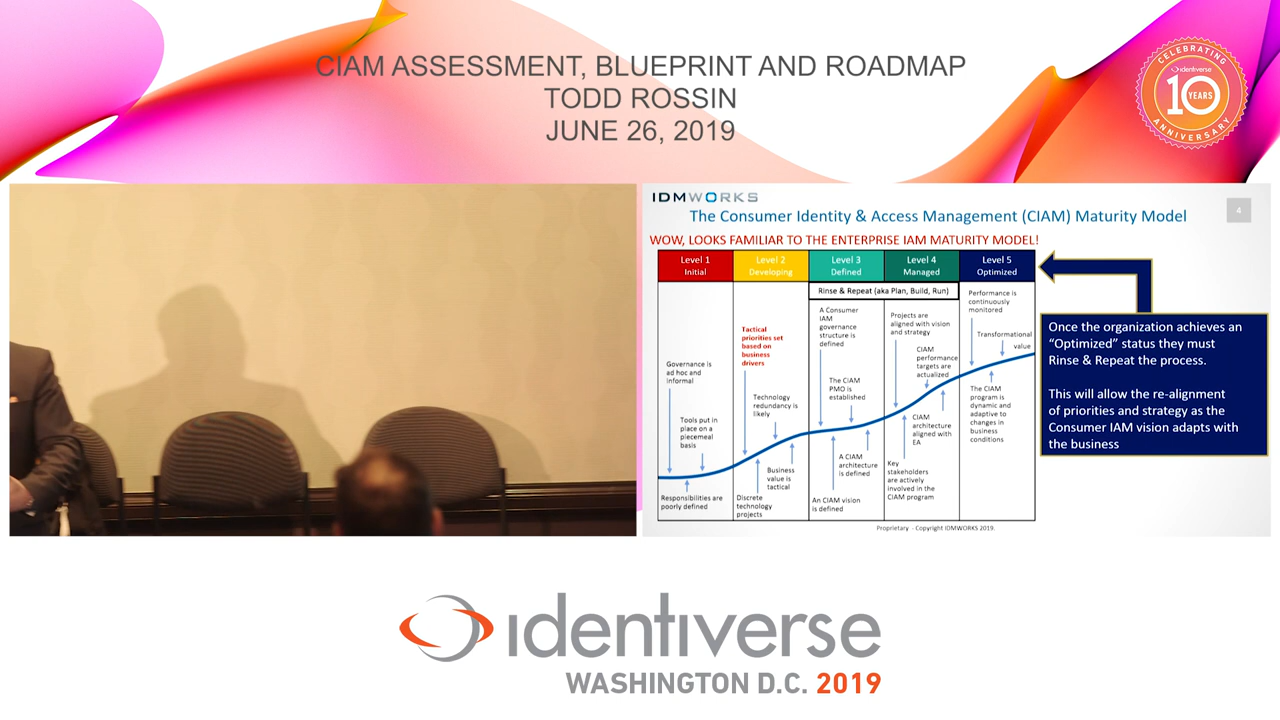 CIAM ASSESSMENT, BLUEPRINT AND ROADMAP
TODD ROSSIN
JUNE 26, 2019
CELEBRATING
identiverse
10
YEARS
ANNIVERSARY
IDMWORKS
The Consumer Identity & Access Management (CIAM) Maturity Model
4
WOW, LOOKS FAMILIAR TO THE ENTERPRISE IAM MATURITY MODEL!
Level 1
Initial
Level 2
Developing
Level 3
Defined
Level 4
Managed
Level 5
Optimized
Rinse & Repeat (aka Plan, Build, Run)
Governance is
ad hoc and
informal
Tools put in
place on a
piecemeal
basis
Responsibilities are
poorly defined
Tactical
priorities set
based on
business
drivers
Technology
redundancy is
likely
Business
value is
tactical
Discrete
technology
projects
A Consumer
IAM
governance
structure is
defined
The CIAM
PMO is
established
A CIAM
architecture
is defined
An CIAM vision
is defined
Projects are
aligned with vision
and strategy
CIAM
performance
targets are
actualized
CIAM
architecture
aligned with
EA
Key
stakeholders
are actively
involved in the
CIAM program
Performance is
continuously
monitored
Transformational
value
The CIAM
program is
dynamic and
adaptive to
changes in
business
conditions
Once the organization achieves an
“Optimized” status they must
Rinse & Repeat the process.
This will allow the re-alignment
of priorities and strategy as the
Consumer IAM vision adapts with
the business
Proprietary - Copyright IDMWORKS 2019.
identiverse
WASHINGTON D.C. 2019